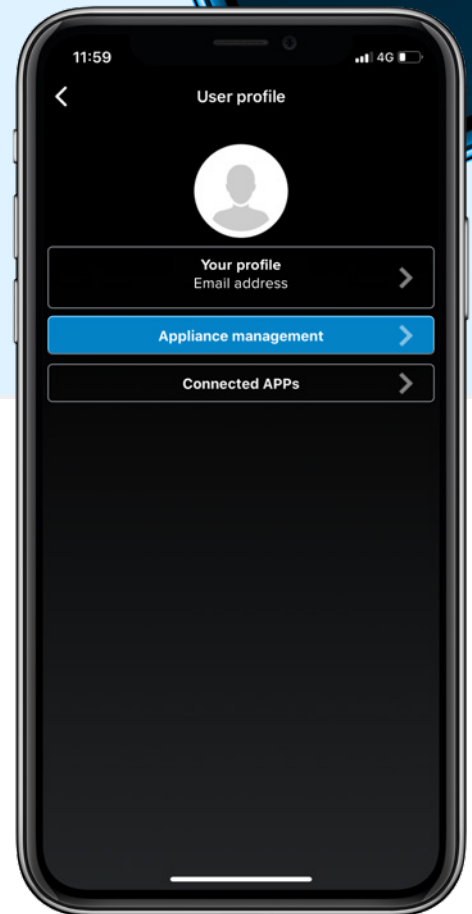 11:59
4G
User profile
Your profile
Email address
Appliance management
Connected APPs